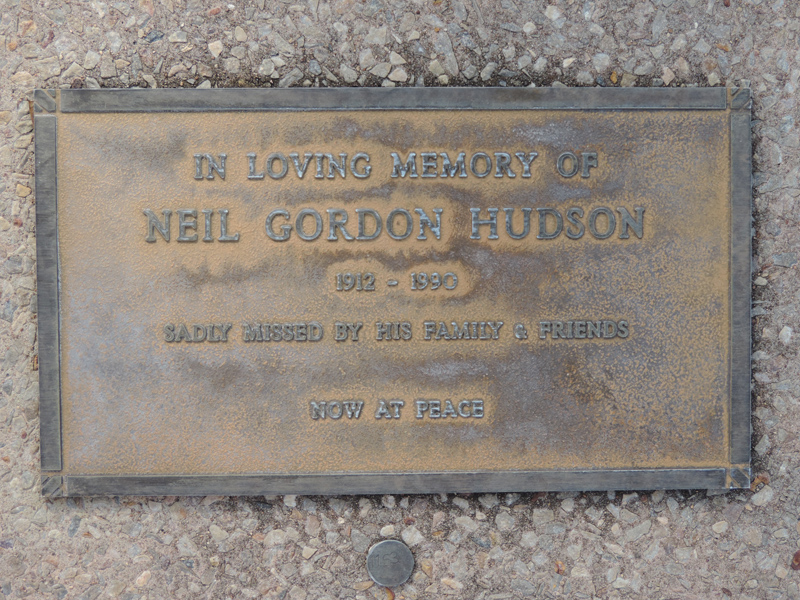 IN LOVING MEMORY OF
NEIL GORDON HUDSON
1912 - 1990
SADLY MISSED BY HIS FAMILY & FRIENDS
NOW AT PEACE